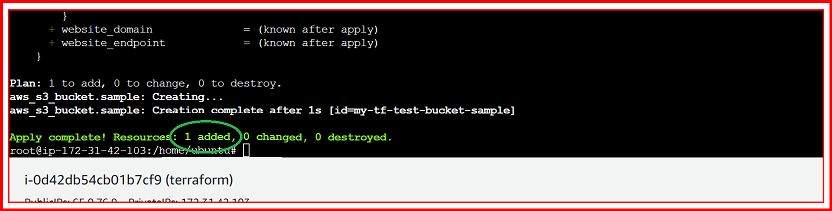 }
+ website_domain = (known after apply)
+ website_endpoint = (known after apply)
}
Plan: 1 to add, 0 to change, 0 to destroy.
aws_s3_bucket.sample: Creating...
aws_s3_bucket.sample: Creation complete after 1s [id=my-tf-test-bucket-sample]
Apply complete! Resources: 1 added, 0 changed, 0 destroyed.
root@ip-172-31-42-103:/home/ubuntu#
i-0d42db54cb01b7cf9 (terraform)